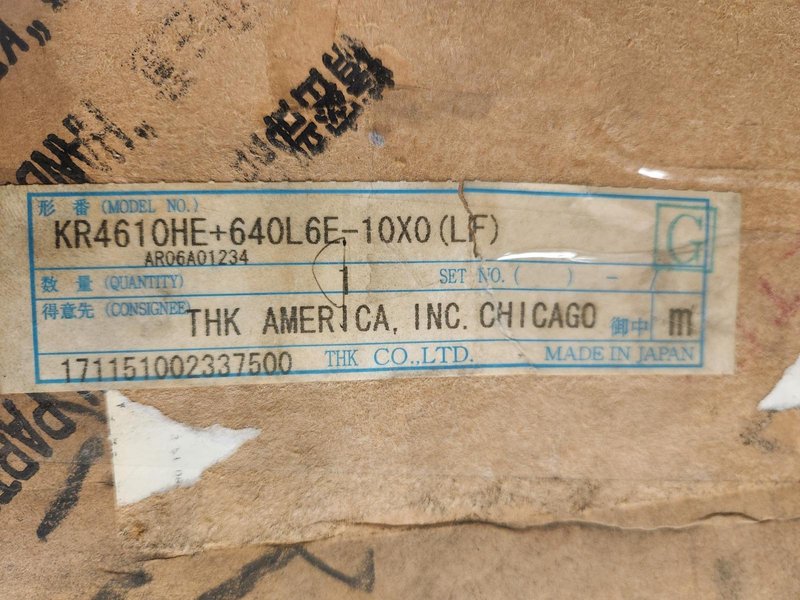 形 番 (MODEL NO.)
KR4610HE+640L6E-10X0(LF)
AR06A01234
G
数 量 (QUANTITY)
1
SET NO. ( ) -
得意先 (CONSIGNEE)
THK AMERICA, INC. CHICAGO 御中 m
171151002337500
THK CO.,LTD.
MADE IN JAPAN